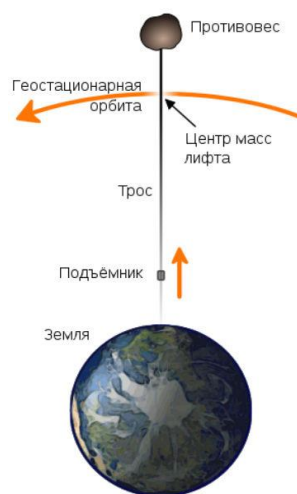 Противовес
Геостационарная
орбита
Центр масс
лифта
Трос
Подъёмник
Земля